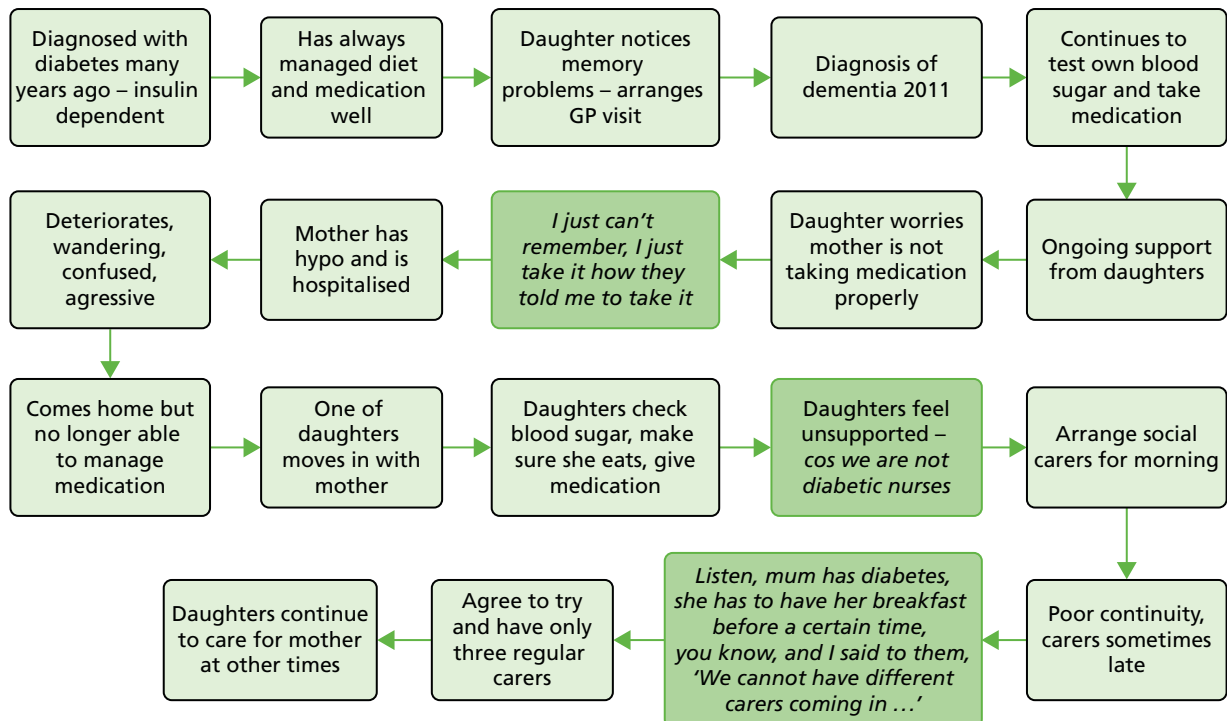 Diagnosed with
diabetes many
years ago – insulin
dependent
Has always
managed diet
and medication
well
Daughter notices
memory
problems – arranges
GP visit
Diagnosis of
dementia 2011
Continues to
test own blood
sugar and take
medication
Ongoing support
from daughters
Daughter worries
mother is not
taking medication
properly
I just can't
remember, I just
take it how they
told me to take it
Mother has
hypo and is
hospitalised
Deteriorates,
wandering,
confused,
agressive
Comes home but
no longer able
to manage
medication
One of
daughters
moves in with
mother
Daughters check
blood sugar, make
sure she eats, give
medication
Daughters feel
unsupported –
cos we are not
diabetic nurses
Arrange social
carers for morning
Poor continuity,
carers sometimes
late
Listen, mum has diabetes,
she has to have her breakfast
before a certain time,
you know, and I said to them,
‘We cannot have different
carers coming in …’
Agree to try
and have only
three regular
carers
Daughters continue
to care for mother
at other times